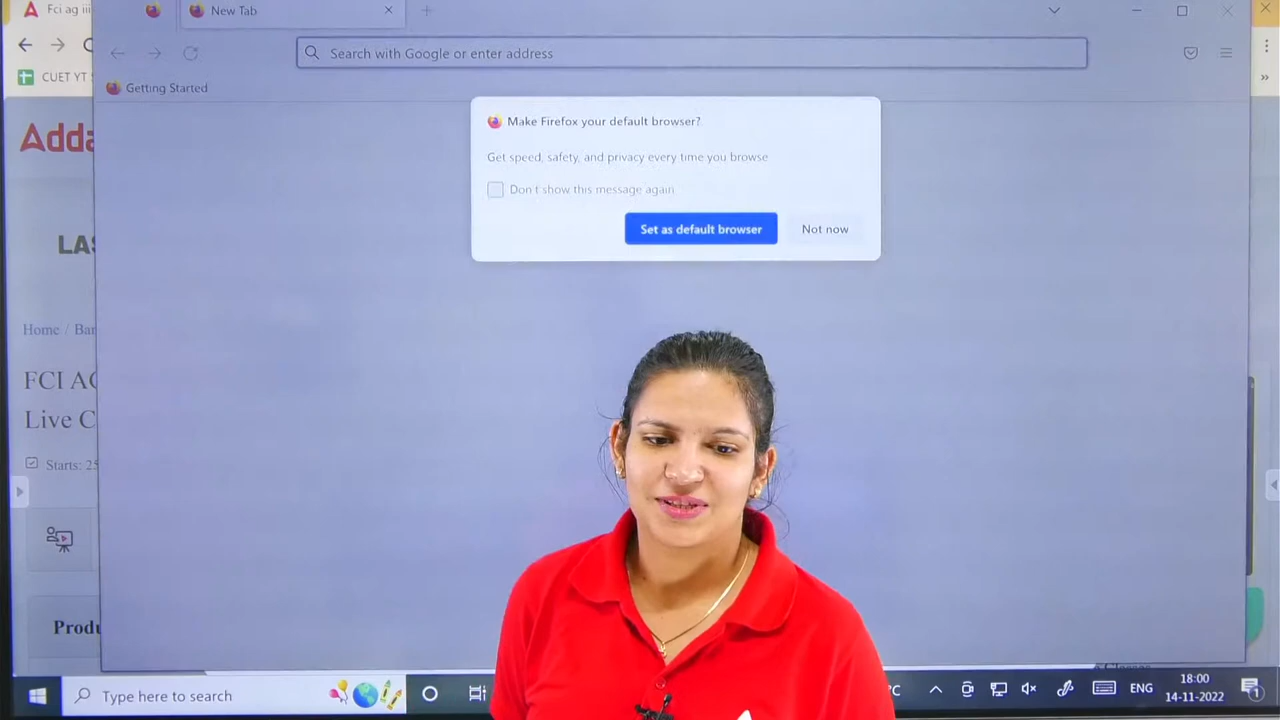 Fci ag iii
New Tab
Search with Google or enter address
CUET YT S
Getting Started
Make Firefox your default browser?
Adda
Get speed, safety, and privacy every time you browse
Don't show this message again
Set as default browser
Not now
LAS
Home / Ban
FCI AG
Live C
Starts: 25
Produ
Type here to search
ENG
18:00
14-11-2022
1